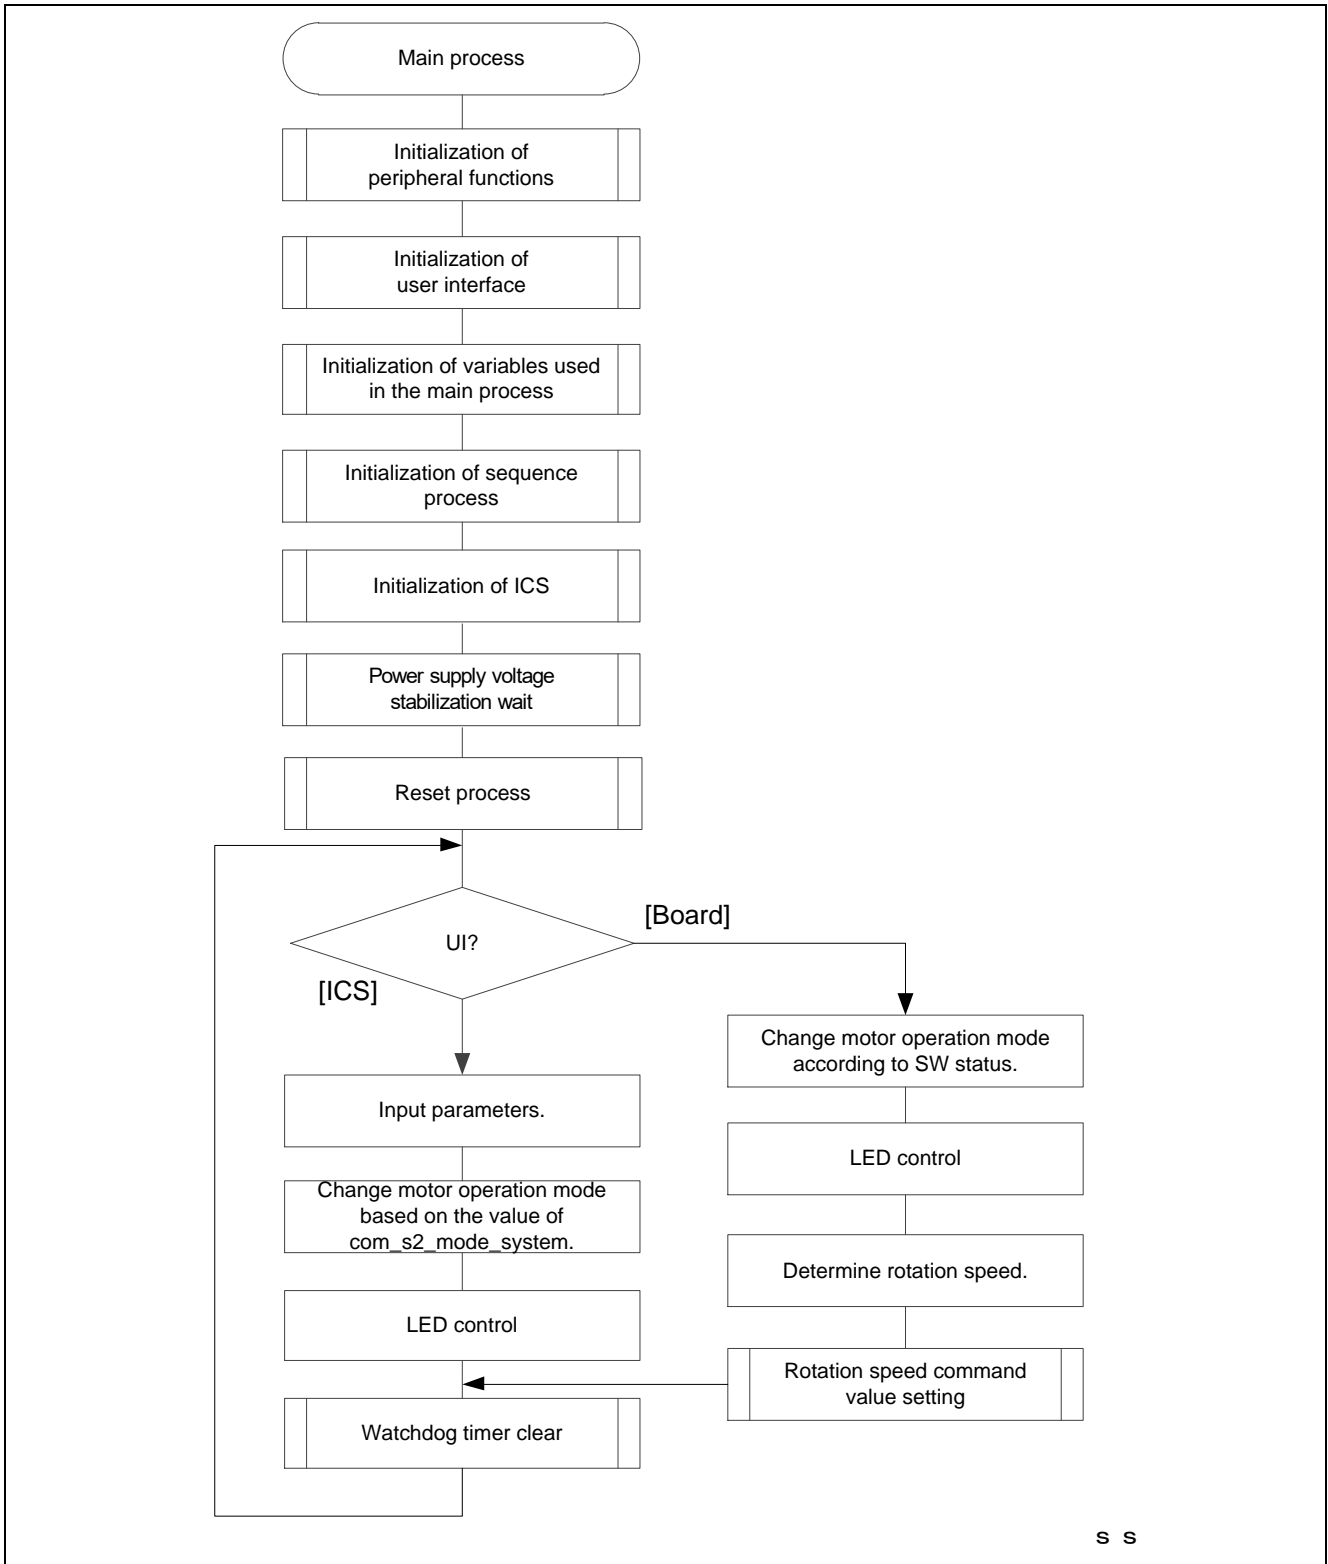 Main process
Initialization of
peripheral functions
Initialization of
user interface
Initialization of variables used
in the main process
Initialization of sequence
process
Initialization of ICS
Power supply voltage
stabilization wait
Reset process
UI?
[Board]
[ICS]
Input parameters.
Change motor operation mode
based on the value of
com_s2_mode_system.
LED control
Change motor operation mode
according to SW status.
LED control
Determine rotation speed.
Rotation speed command
value setting
Watchdog timer clear
s s